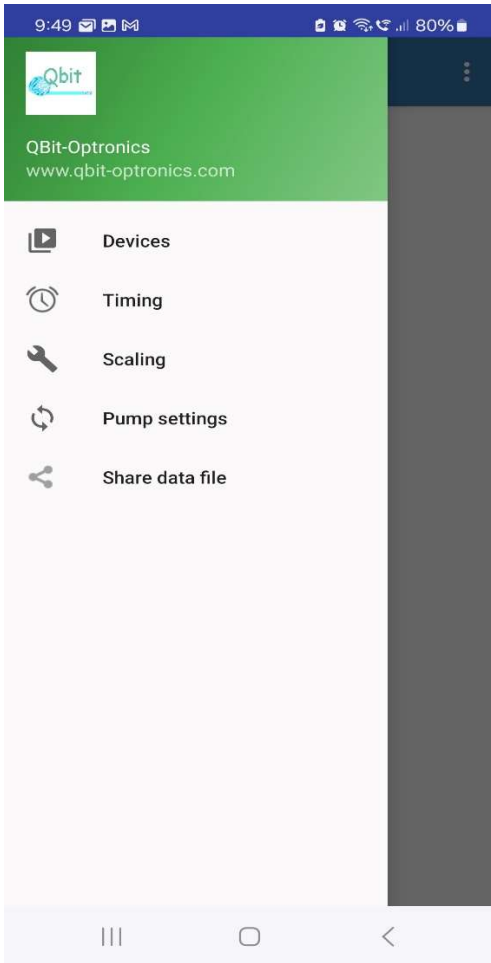 9:49
80%
Qbit
QBit-Optronics
www.qbit-optronics.com
Devices
Timing
Scaling
Pump settings
Share data file